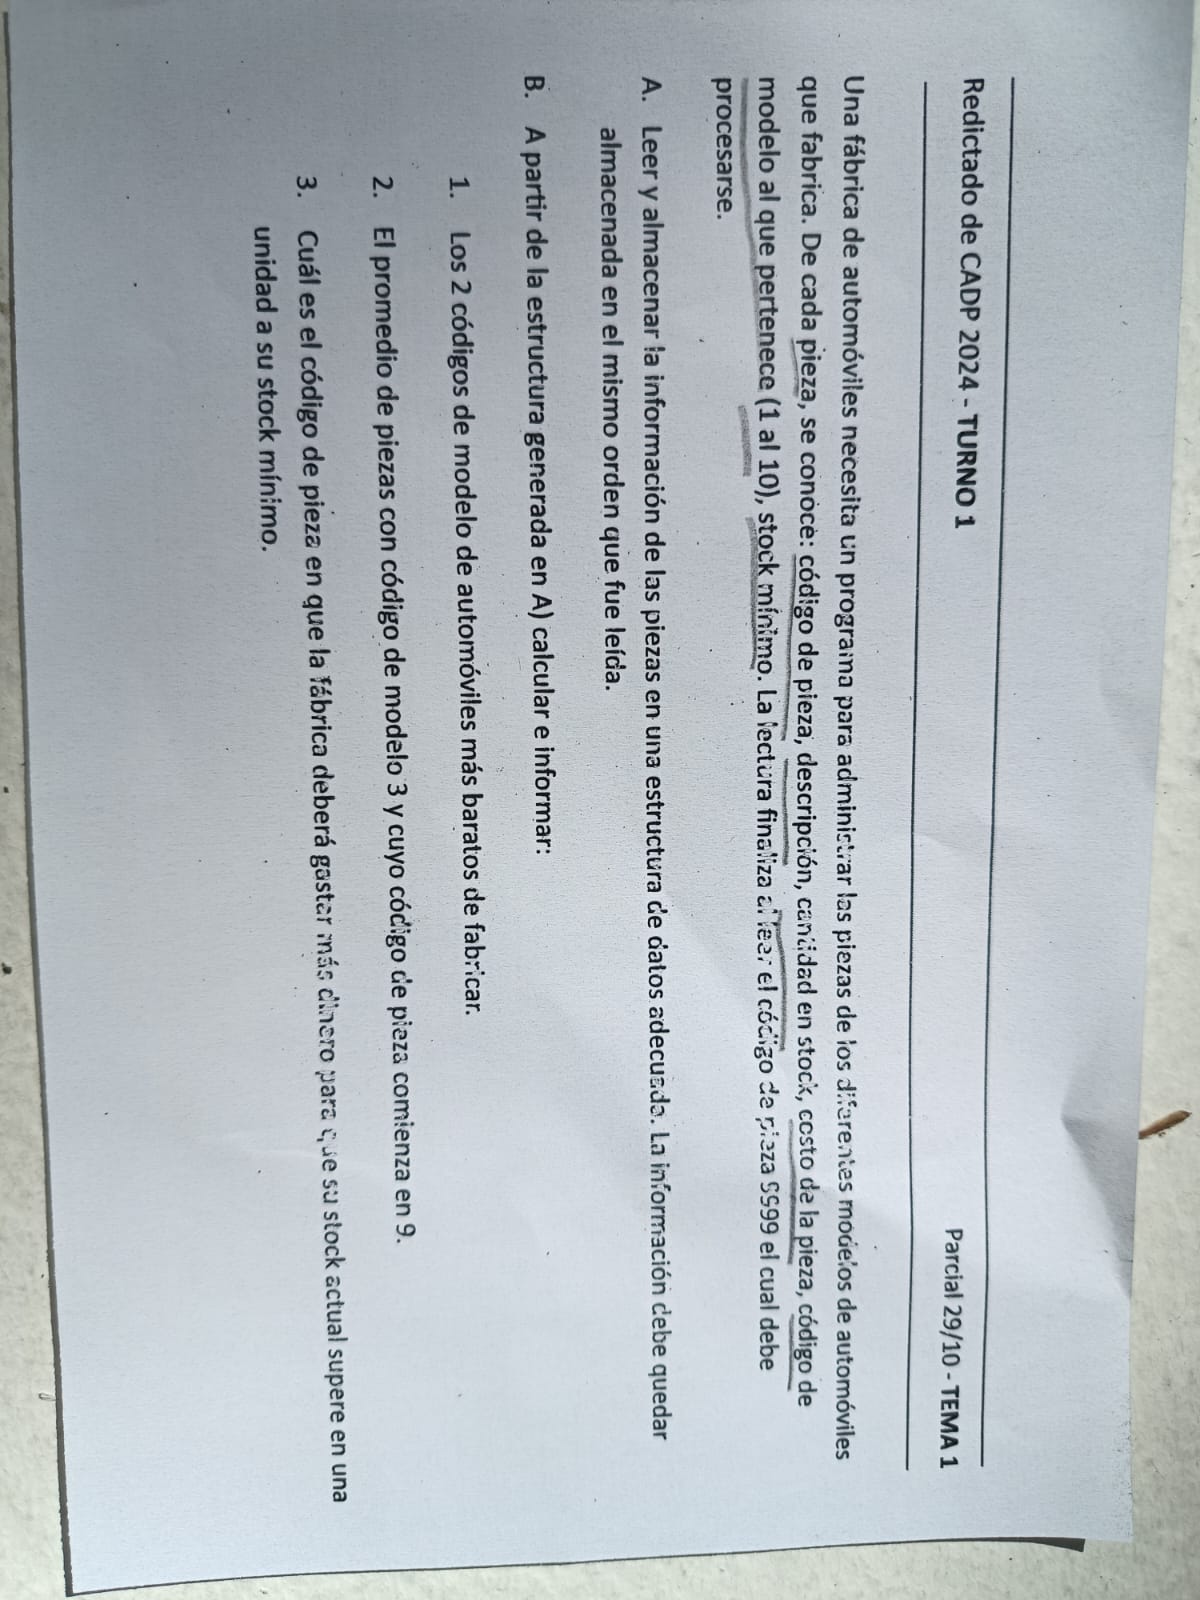 Redictado de CADP 2024 - TURNO 1
Parcial 29/10 - TEMA 1
Una fábrica de automóviles necesita un programa para administrar las piezas de los diferentes modelos de automóviles
que fabrica. De cada pieza, se conoce: código de pieza, descripción, cantidad en stock, costo de la pieza, código de
modelo al que pertenece (1 al 10), stock mínimo. La lectura finaliza al leer el código de pieza 9999 el cual debe
procesarse.
A. Leer y almacenar la información de las piezas en una estructura de datos adecuada. La información debe quedar
almacenada en el mismo orden que fue leída.
B. A partir de la estructura generada en A) calcular e informar:
1. Los 2 códigos de modelo de automóviles más baratos de fabricar.
2. El promedio de piezas con código de modelo 3 y cuyo código de pieza comienza en 9.
3. Cuál es el código de pieza en que la fábrica deberá gastar más dinero para que su stock actual supere en una
unidad a su stock mínimo.